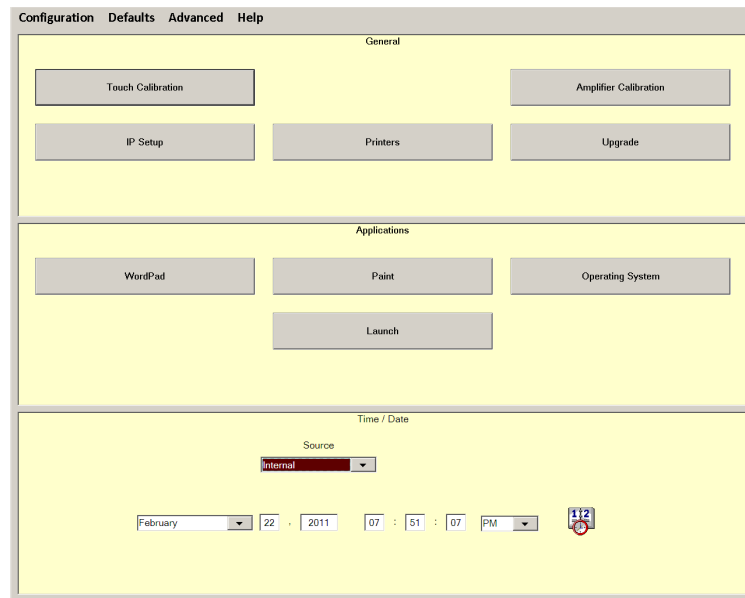 Configuration Defaults Advanced Help
General
Touch Calibration Amplifier Calibration
IP Setup Printers Upgrade
Applications
WordPad Paint Operating System
Launch
Time / Date
Source
Internal
February 22 , 2011 07 : 51 : 07 PM 12